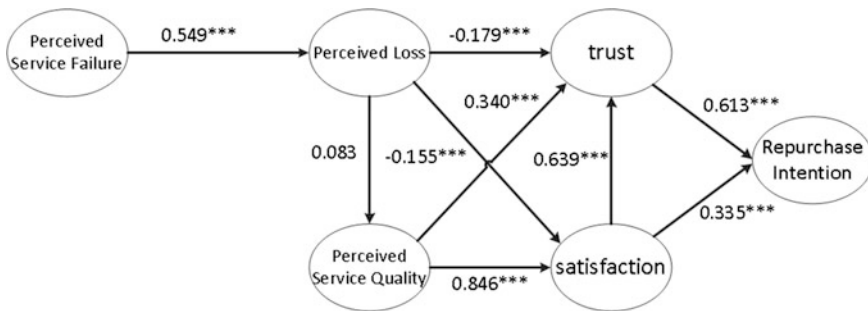 0.549***
-0.179***
Perceived
Service Failure
Perceived Loss
trust
0.340***
0.613***
0.083
-0.155***
0.639***
Repurchase
Intention
0.335***
Perceived
Service Quality
0.846***
satisfaction